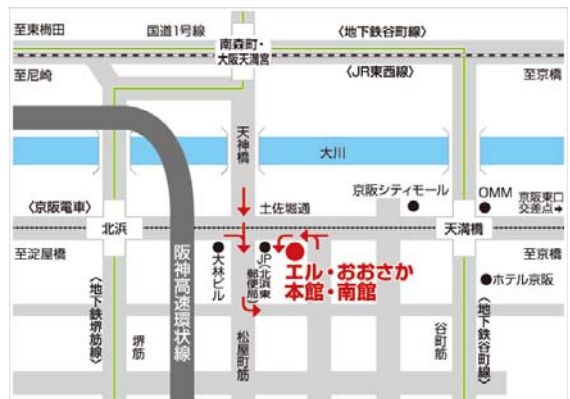 至東梅田
国道1号線
〈地下鉄谷町線〉
南森町・
大阪天満宮
至尼崎
〈JR東西線〉
至京橋
天神橋
大川
〈京阪電車〉
土佐堀通
京阪シティモール
OMM
京阪東口
交差点→
北浜
天満橋
至淀屋橋
至京橋
阪神高速環状線
大林ビル
JP(北浜東
郵便局)
エル・おおさか
本館・南館
ホテル京阪
〈地下鉄堺筋線〉
堺筋
松屋町筋
谷町筋
〈地下鉄谷町線〉